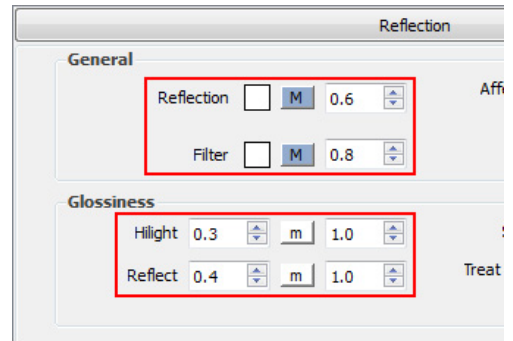 Reflection
General
Reflection M 0.6
Filter M 0.8
Glossiness
Hilight 0.3 m 1.0
Reflect 0.4 m 1.0
Treat